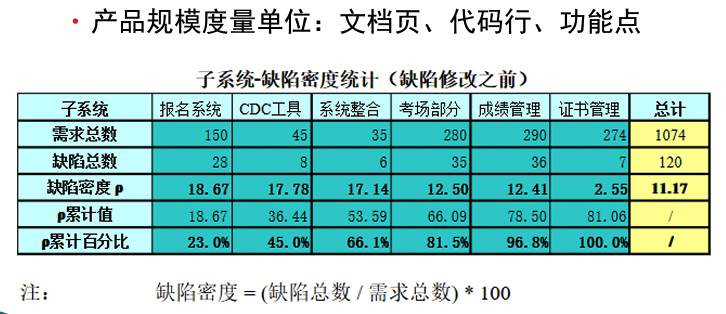 • 产品规模度量单位：文档页、代码行、功能点
子系统-缺陷密度统计（缺陷修改之前）
子系统 报名系统 CDC工具 系统整合 考场部分 成绩管理 证书管理 总计
需求总数 150 45 35 280 290 274 1074
缺陷总数 28 8 6 35 36 7 120
缺陷密度ρ 18.67 17.78 17.14 12.50 12.41 2.55 11.17
ρ累计值 18.67 36.44 53.59 66.09 78.50 81.06 /
ρ累计百分比 23.0% 45.0% 66.1% 81.5% 96.8% 100.0% /
注： 缺陷密度 = (缺陷总数 / 需求总数) * 100